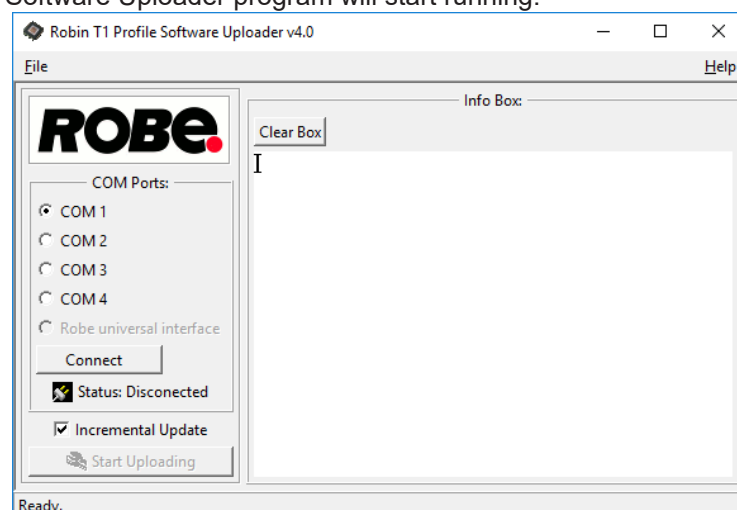 Software Uploader program will start running.
Robin T1 Profile Software Uploader v4.0
File
Help
ROBE.
COM Ports:
COM 1
COM 2
COM 3
COM 4
Robe universal interface
Connect
Status: Disconected
Incremental Update
Start Uploading
Info Box:
Clear Box
Ready.